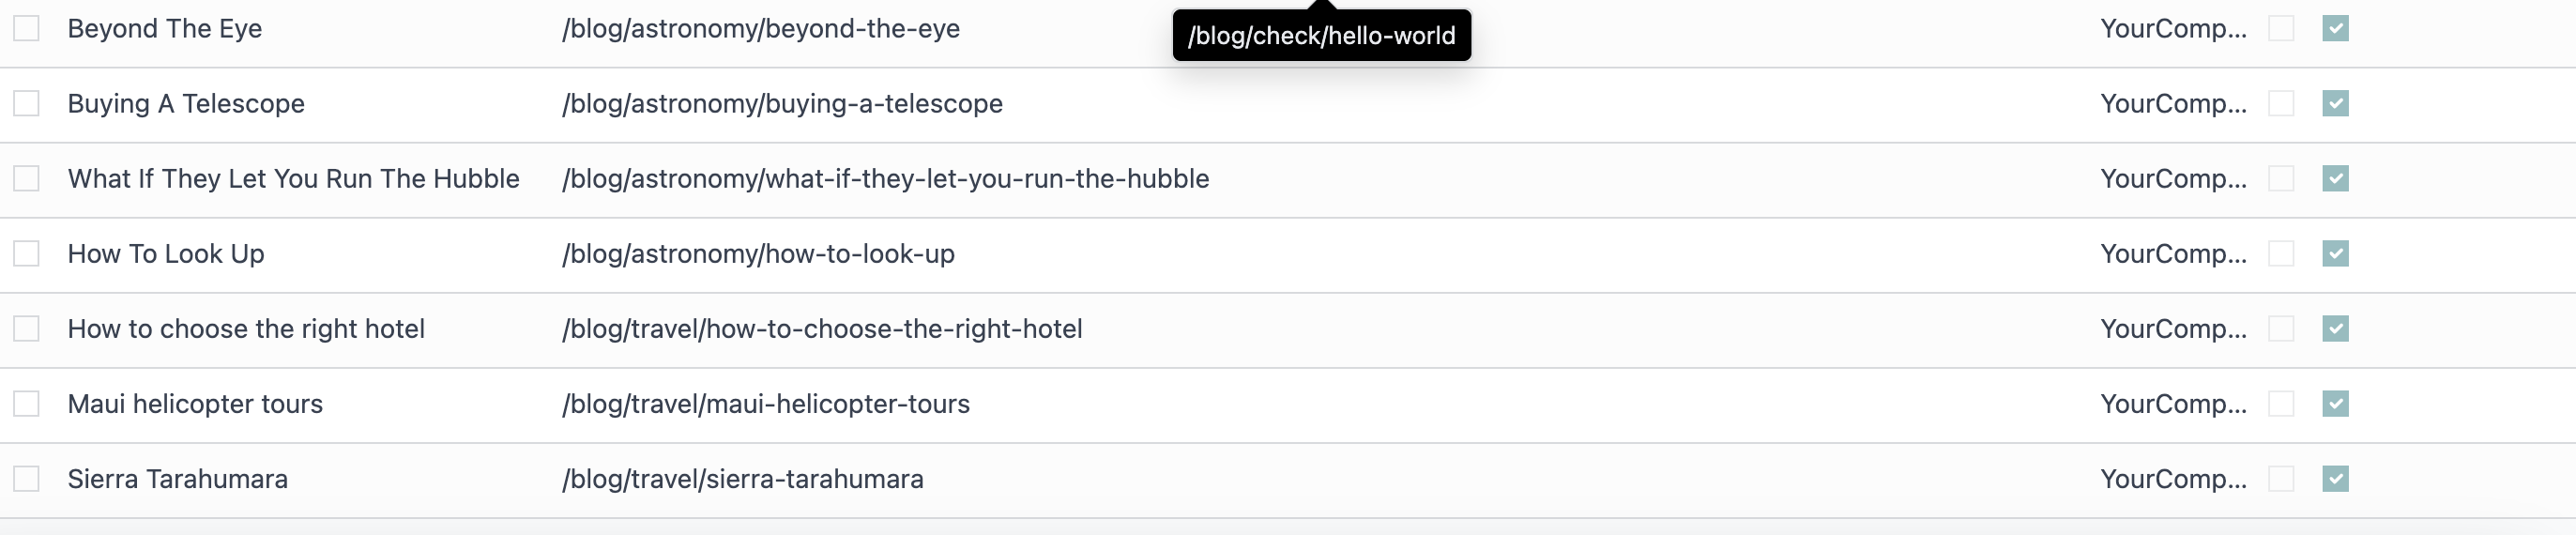 Beyond The Eye /blog/astronomy/beyond-the-eye /blog/check/hello-world YourComp...
Buying A Telescope /blog/astronomy/buying-a-telescope YourComp...
What If They Let You Run The Hubble /blog/astronomy/what-if-they-let-you-run-the-hubble YourComp...
How To Look Up /blog/astronomy/how-to-look-up YourComp...
How to choose the right hotel /blog/travel/how-to-choose-the-right-hotel YourComp...
Maui helicopter tours /blog/travel/maui-helicopter-tours YourComp...
Sierra Tarahumara /blog/travel/sierra-tarahumara YourComp...